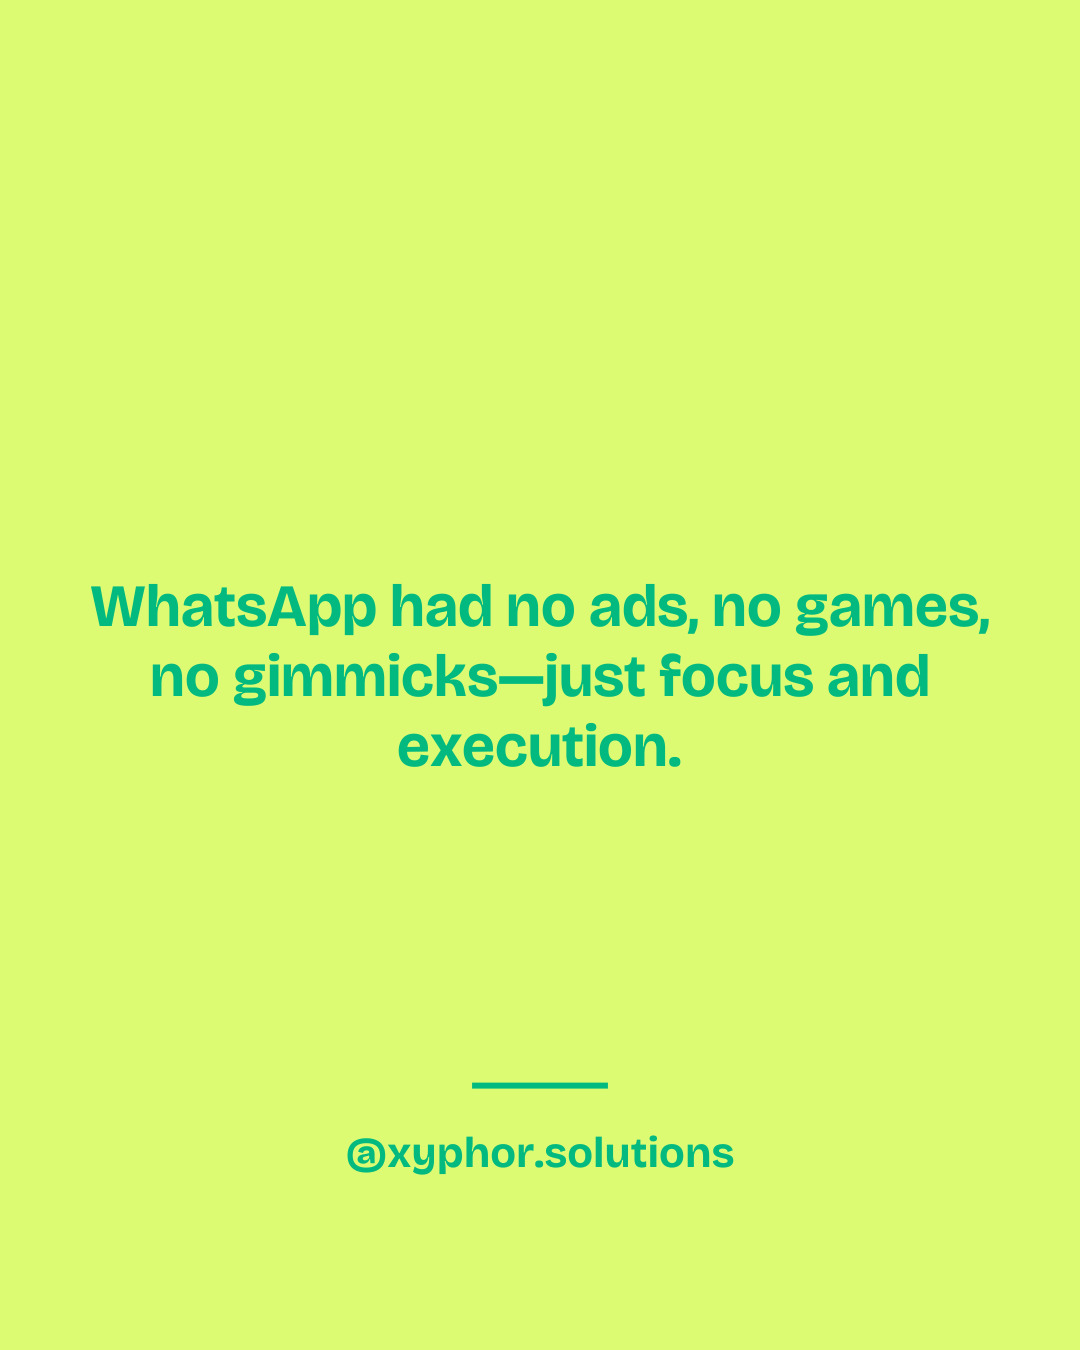 WhatsApp had no ads, no games,
no gimmicks—just focus and
execution.
@xyphor.solutions